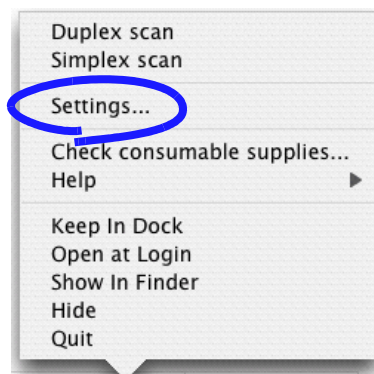 Duplex scan
Simplex scan
Settings...
Check consumable supplies...
Help
Keep In Dock
Open at Login
Show In Finder
Hide
Quit